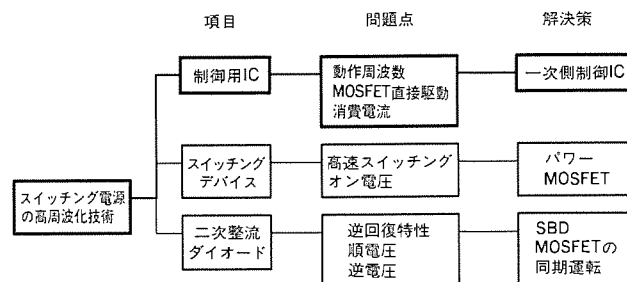 項目
問題点
解決策
制御用IC
動作周波数
MOSFET直接駆動
消費電流
一次側制御IC
スイッチング電源
の高周波化技術
スイッチング
デバイス
高速スイッチング
オン電圧
パワー
MOSFET
二次整流
ダイオード
逆回復特性
順電圧
逆電圧
SBD
MOSFETの
同期運転